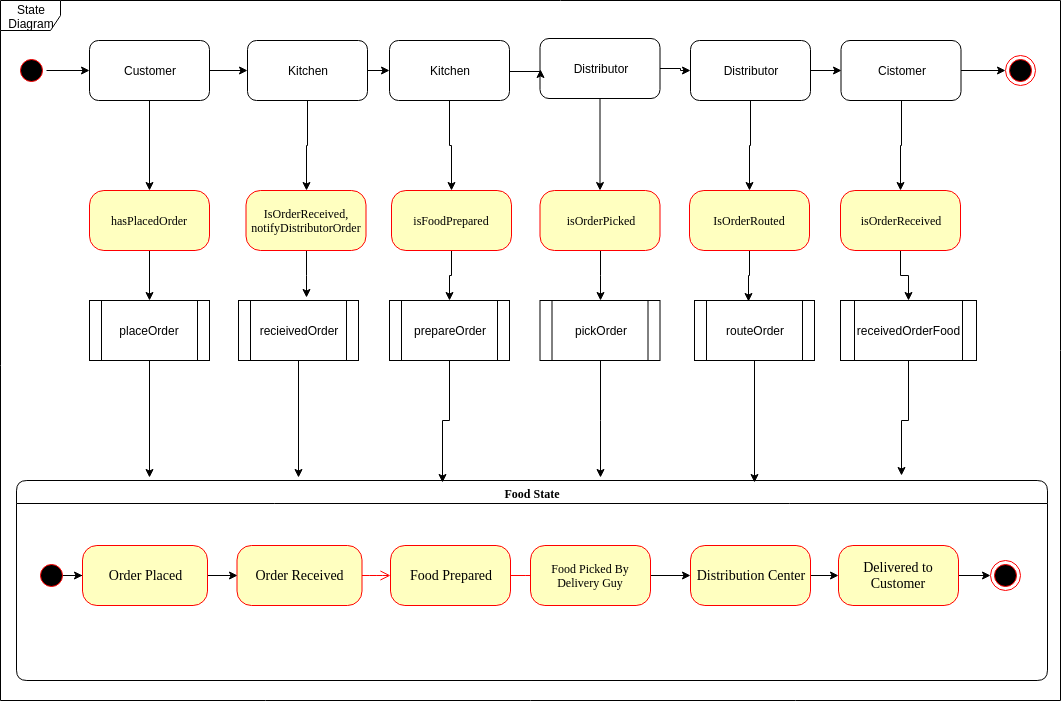 State
Diagram
Customer
Kitchen
Kitchen
Distributor
Distributor
Cistomer
hasPlacedOrder
IsOrderReceived,
notifyDistributorOrder
isFoodPrepared
isOrderPicked
IsOrderRouted
isOrderReceived
placeOrder
recieivedOrder
prepareOrder
pickOrder
routeOrder
receivedOrderFood
Food State
Order Placed
Order Received
Food Prepared
Food Picked By
Delivery Guy
Distribution Center
Delivered to
Customer